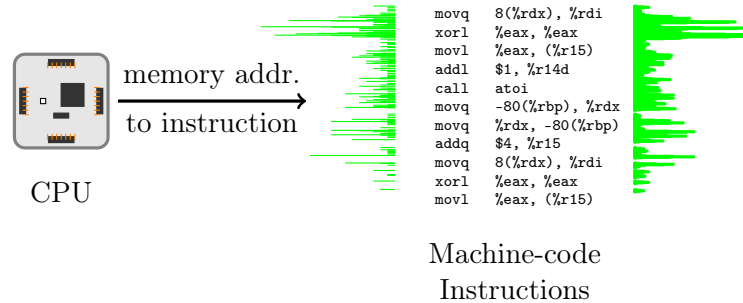 memory addr.
to instruction
CPU
movq 8(%rdx), %rdi
xorl %eax, %eax
movl %eax, (%r15)
addl $1, %r14d
call atoi
movq -80(%rbp), %rdx
movq %rdx, -80(%rbp)
addq $4, %r15
movq 8(%rdx), %rdi
xorl %eax, %eax
movl %eax, (%r15)
Machine-code
Instructions